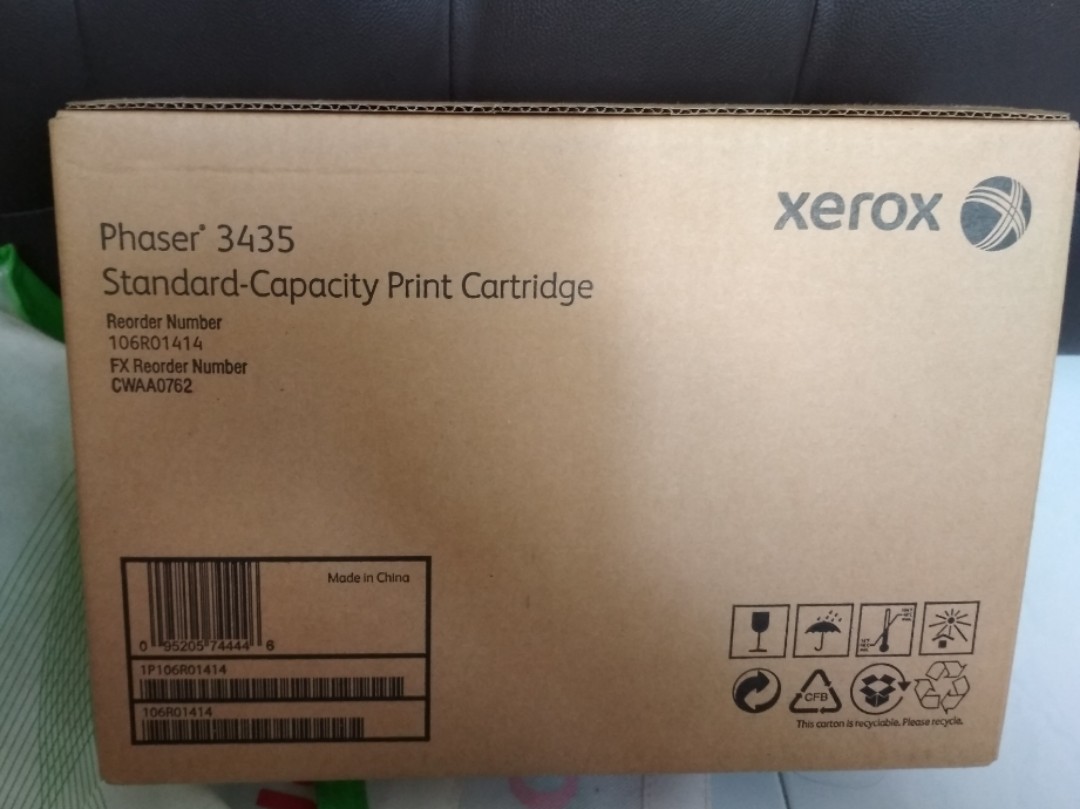 xerox
Phaser® 3435
Standard-Capacity Print Cartridge
Reorder Number
106R01414
FX Reorder Number
CWAA0762
Made in China
0 95205 74444 6
1P106R01414
106R01414
CFB
This carton is recyclable. Please recycle.